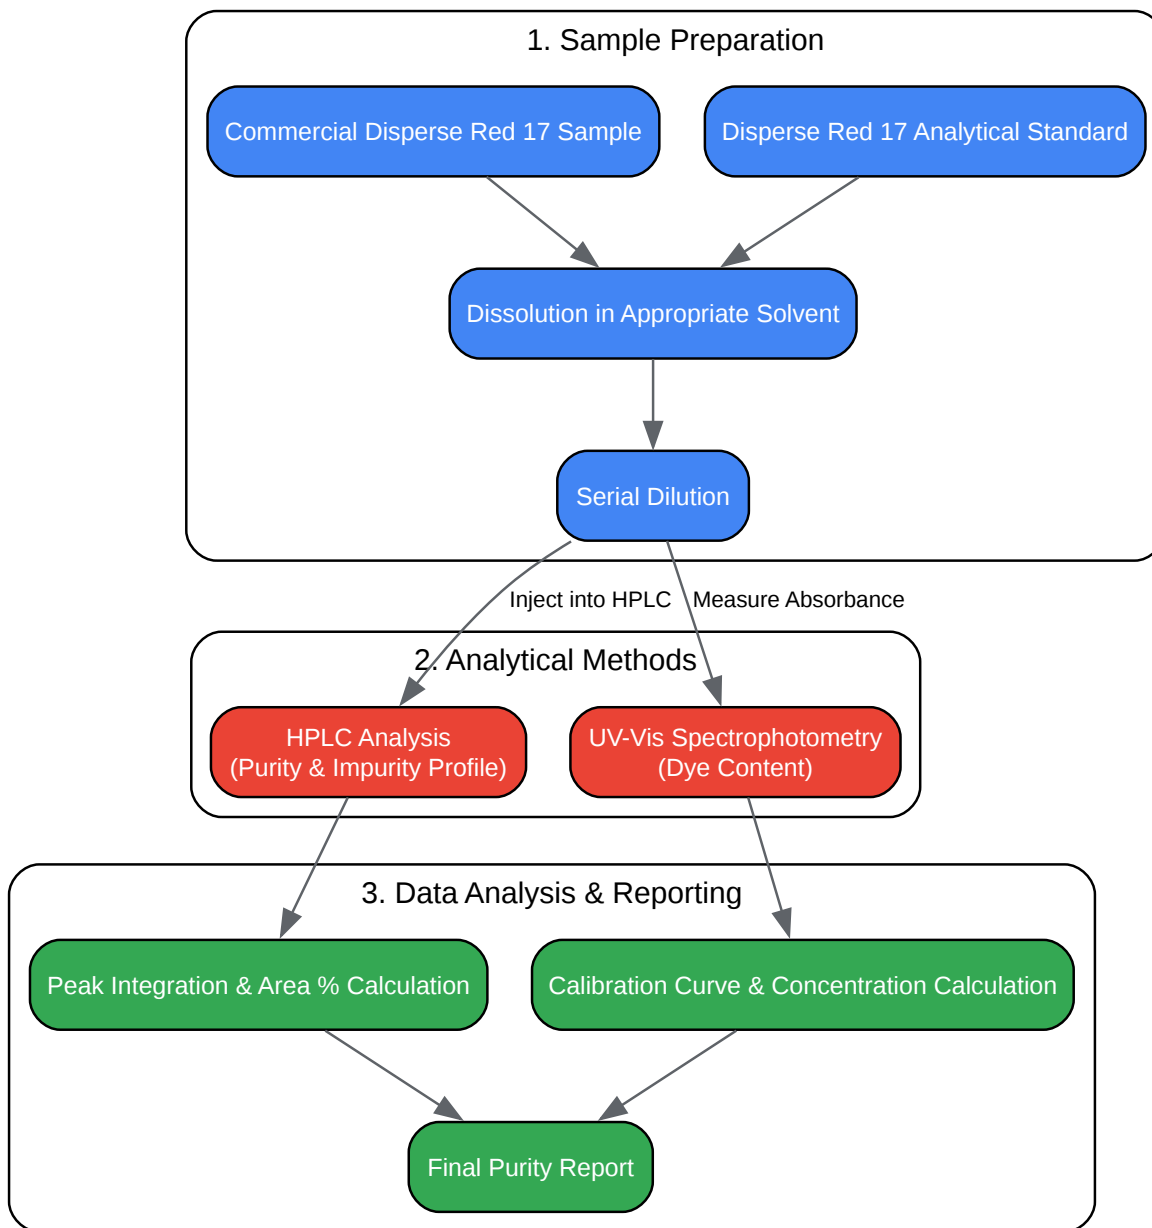 1. Sample Preparation
Commercial Disperse Red 17 Sample
Disperse Red 17 Analytical Standard
Dissolution in Appropriate Solvent
Serial Dilution
Inject into HPLC
Measure Absorbance
2. Analytical Methods
HPLC Analysis
(Purity & Impurity Profile)
UV-Vis Spectrophotometry
(Dye Content)
3. Data Analysis & Reporting
Peak Integration & Area % Calculation
Calibration Curve & Concentration Calculation
Final Purity Report